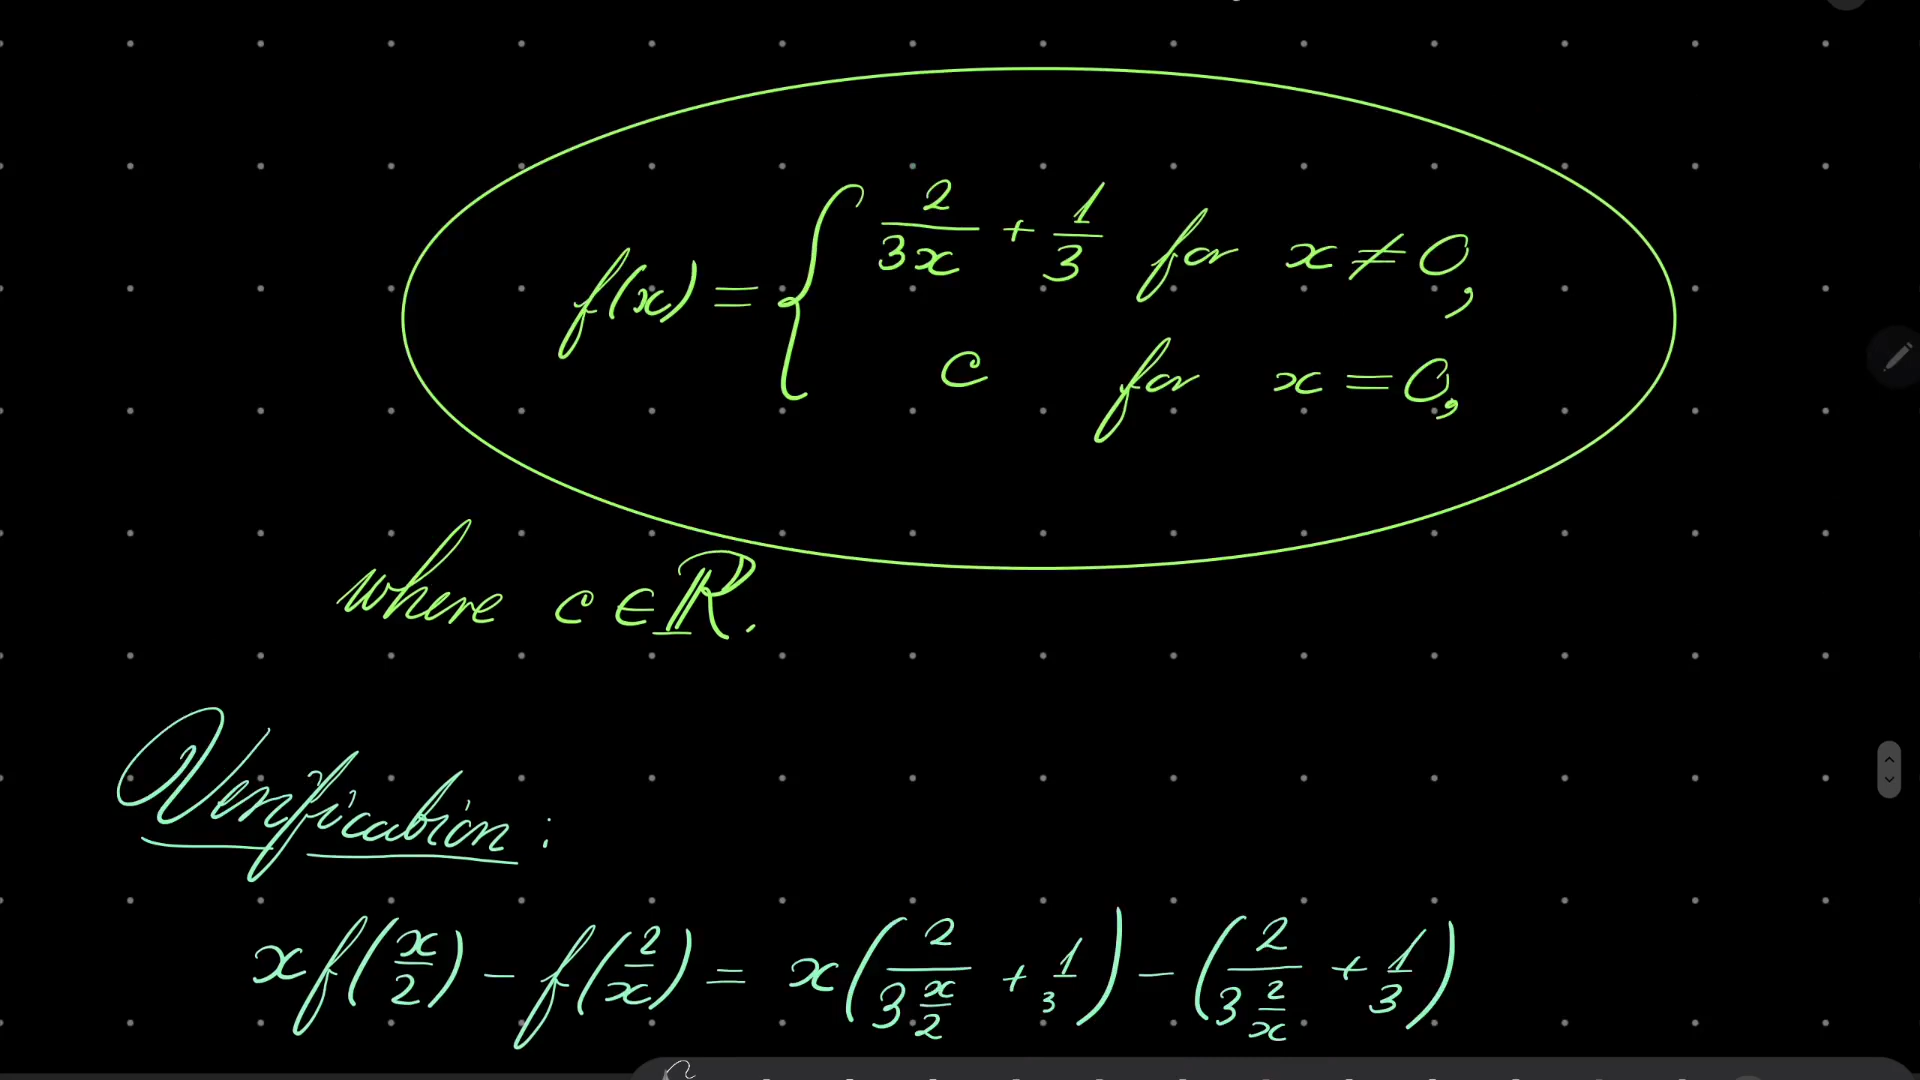 f(x) = { 2/(3x) + 1/3 for x ≠ 0,
c for x = 0,
where c ∈ ℝ.
Verification:
x f(x/2) - f(2/x) = x(2/(3 x/2) + 1/3) - (2/(3 2/x) + 1/3)